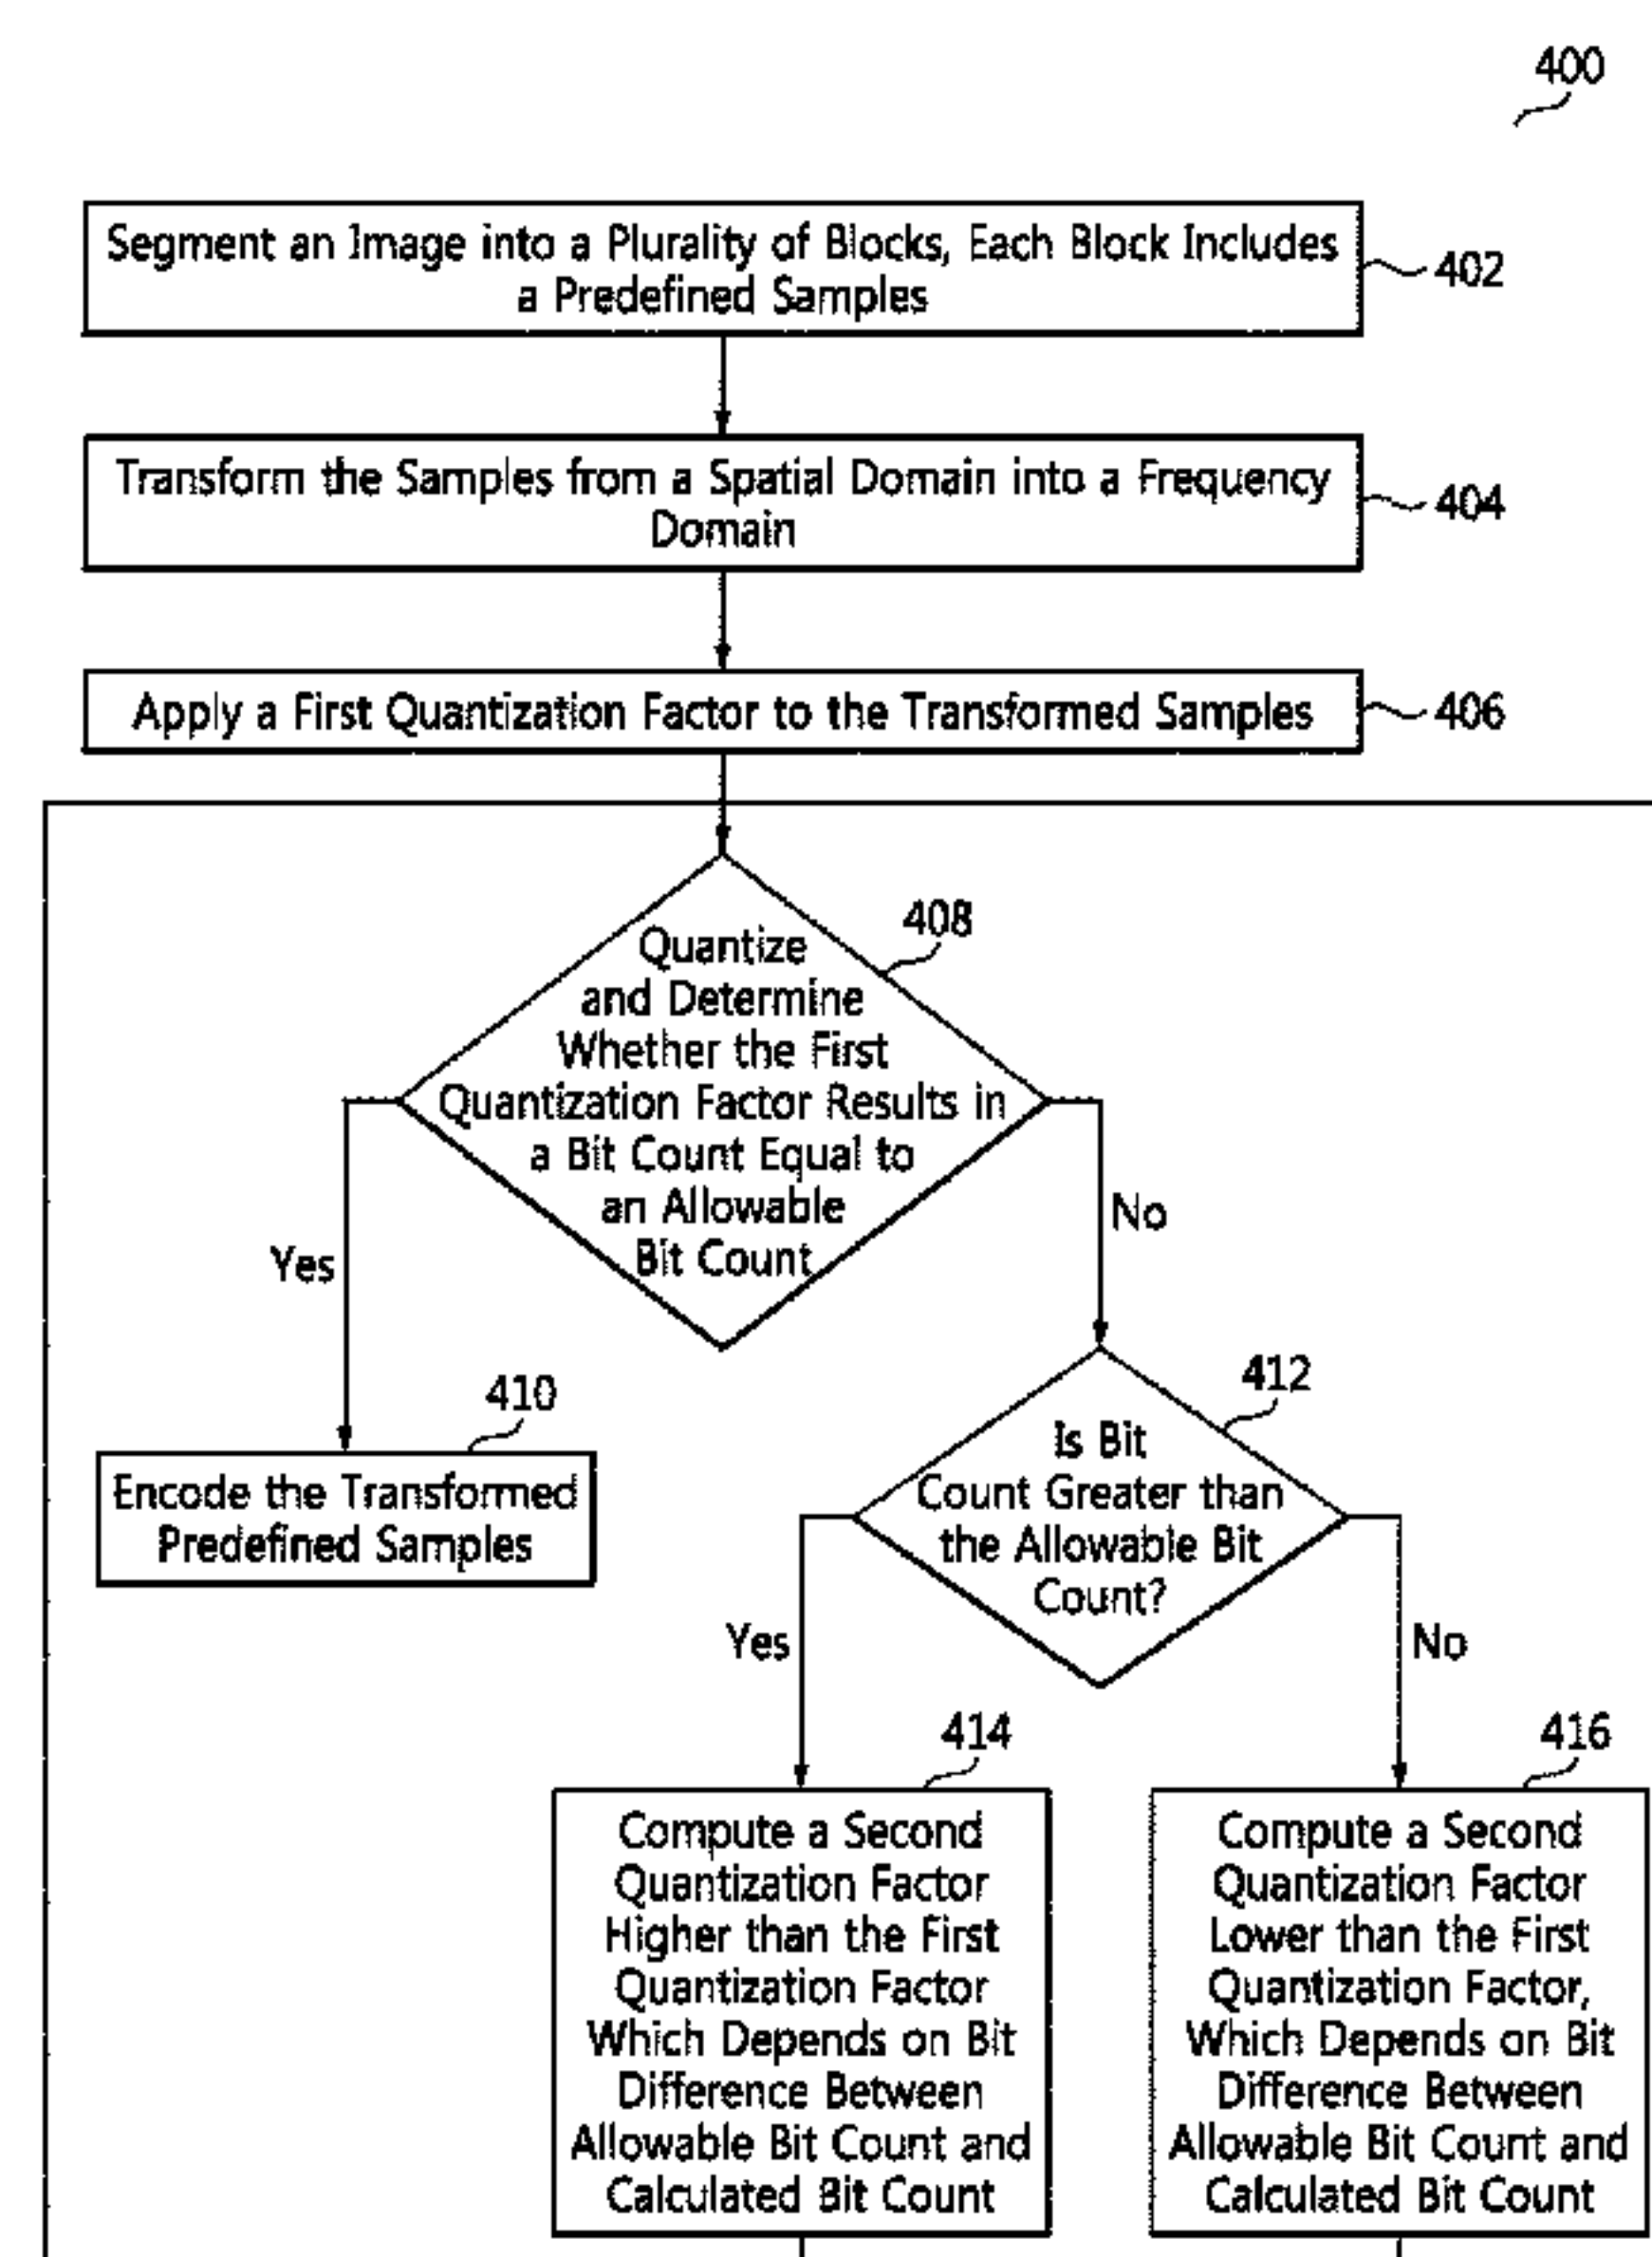 400
Segment an Image into a Plurality of Blocks, Each Block Includes
a Predefined Samples
402
Transform the Samples from a Spatial Domain into a Frequency
Domain
404
Apply a First Quantization Factor to the Transformed Samples
406
408
Quantize
and Determine
Whether the First
Quantization Factor Results in
a Bit Count Equal to
an Allowable
Bit Count
Yes
No
410
Encode the Transformed
Predefined Samples
412
Is Bit
Count Greater than
the Allowable Bit
Count?
Yes
No
414
Compute a Second
Quantization Factor
Higher than the First
Quantization Factor
Which Depends on Bit
Difference Between
Allowable Bit Count and
Calculated Bit Count
416
Compute a Second
Quantization Factor
Lower than the First
Quantization Factor,
Which Depends on Bit
Difference Between
Allowable Bit Count and
Calculated Bit Count